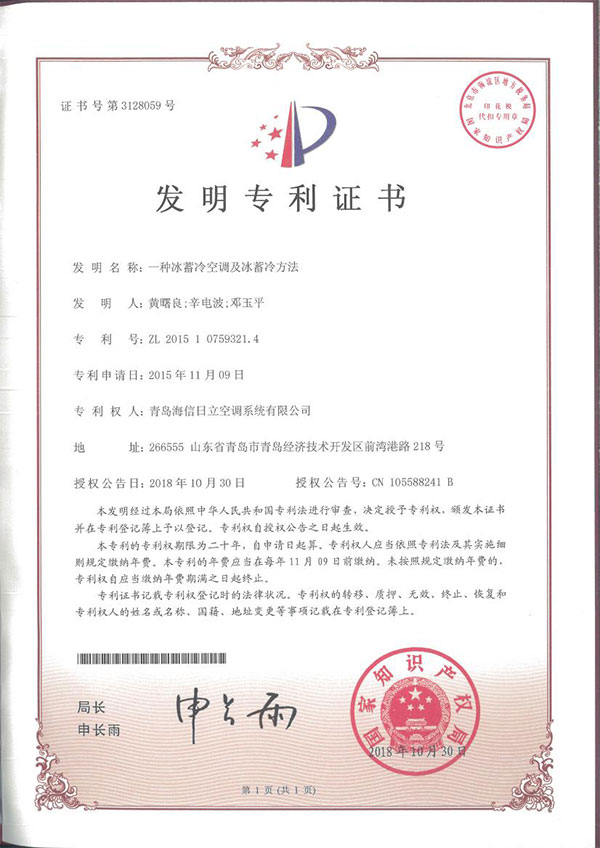 证书号第3128059号
北京市海淀区地方税务局
印花税
代扣专用章
国家知识产权局
发明专利证书
发明名称：一种冰蓄冷空调及冰蓄冷方法
发明人：黄曙良;辛电波;邓玉平
专利号：ZL 2015 1 0759321.4
专利申请日：2015年11月09日
专利权人：青岛海信日立空调系统有限公司
地址：266555 山东省青岛市青岛经济技术开发区前湾港路218号
授权公告日：2018年10月30日 授权公告号：CN 105588241 B
本发明经过本局依照中华人民共和国专利法进行审查，决定授予专利权，颁发本证书
并在专利登记簿上予以登记。专利权自授权公告之日起生效。
本专利的专利权期限为二十年，自申请日起算。专利权人应当依照专利法及其实施细
则规定缴纳年费。本专利的年费应当在每年11月09日前缴纳。未按照规定缴纳年费的，
专利权自应当缴纳年费期满之日起终止。
专利证书记载专利权登记时的法律状况。专利权的转移、质押、无效、终止、恢复和
专利权人的姓名或名称、国籍、地址变更等事项记载在专利登记簿上。
局长
申长雨
申长雨
国家知识产权局
2018年10月30日
第1页(共1页)